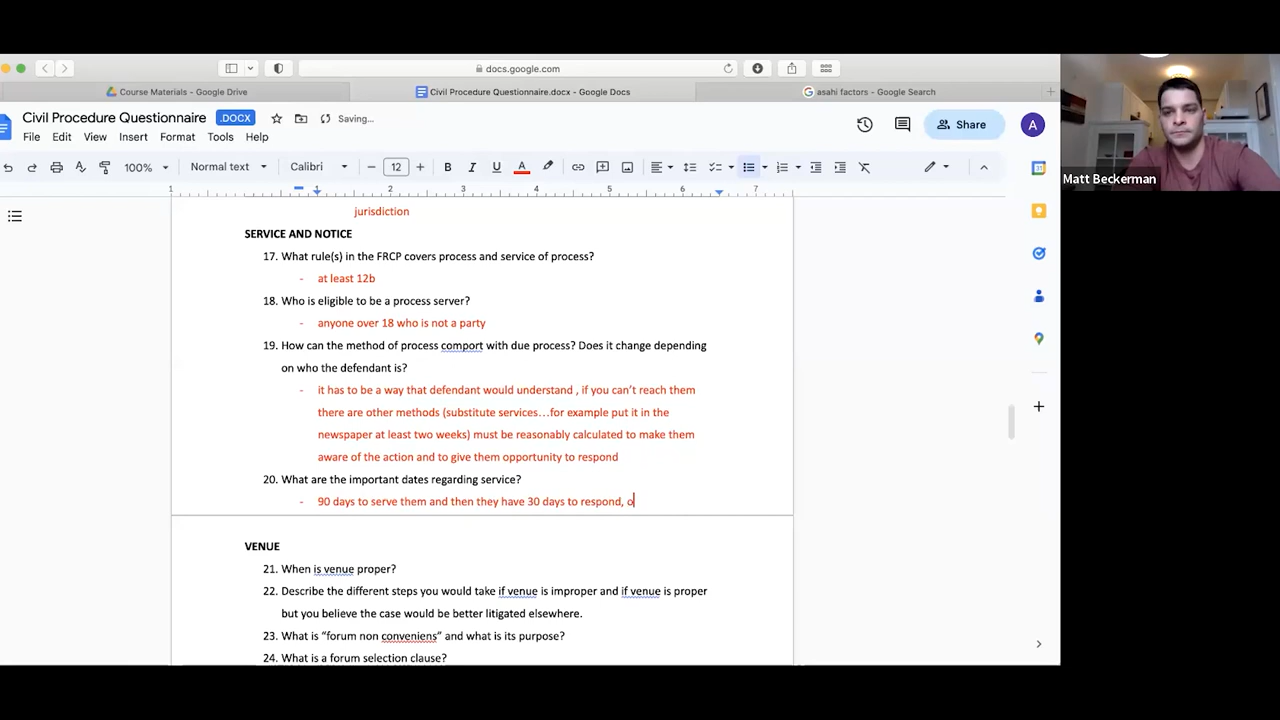 docs.google.com
Course Materials - Google Drive
Civil Procedure Questionnaire.docx - Google Docs
asahi factors - Google Search
Civil Procedure Questionnaire .DOCX Saving...
File Edit View Insert Format Tools Help
Share
A
100% Normal text Calibri 12 B I U A
1 1 2 3 4 5 6 7
Matt Beckerman
jurisdiction
SERVICE AND NOTICE
17. What rule(s) in the FRCP covers process and service of process?
- at least 12b
18. Who is eligible to be a process server?
- anyone over 18 who is not a party
19. How can the method of process comport with due process? Does it change depending
on who the defendant is?
- it has to be a way that defendant would understand , if you can't reach them
there are other methods (substitute services...for example put it in the
newspaper at least two weeks) must be reasonably calculated to make them
aware of the action and to give them opportunity to respond
20. What are the important dates regarding service?
- 90 days to serve them and then they have 30 days to respond, o
VENUE
21. When is venue proper?
22. Describe the different steps you would take if venue is improper and if venue is proper
but you believe the case would be better litigated elsewhere.
23. What is “forum non conveniens” and what is its purpose?
24. What is a forum selection clause?